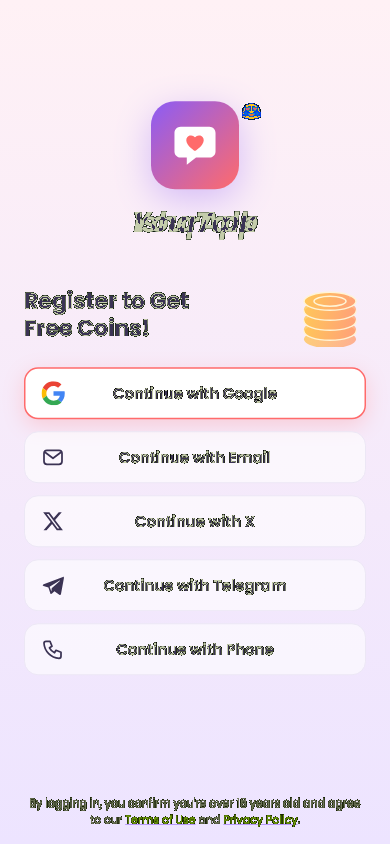 Register to Get
Free Coins!
Continue with Google
Continue with Email
Continue with X
Continue with Telegram
Continue with Phone
By logging in, you confirm you're over 18 years old and agree
to our Terms of Use and Privacy Policy.